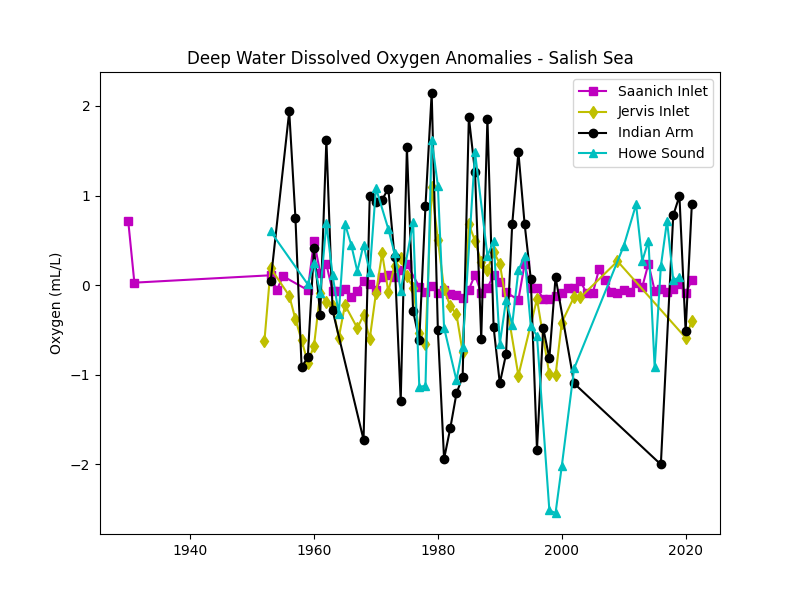 Deep Water Dissolved Oxygen Anomalies - Salish Sea
Saanich Inlet
Jervis Inlet
Indian Arm
Howe Sound
Oxygen (mL/L)
2
1
0
−1
−2
1940
1960
1980
2000
2020